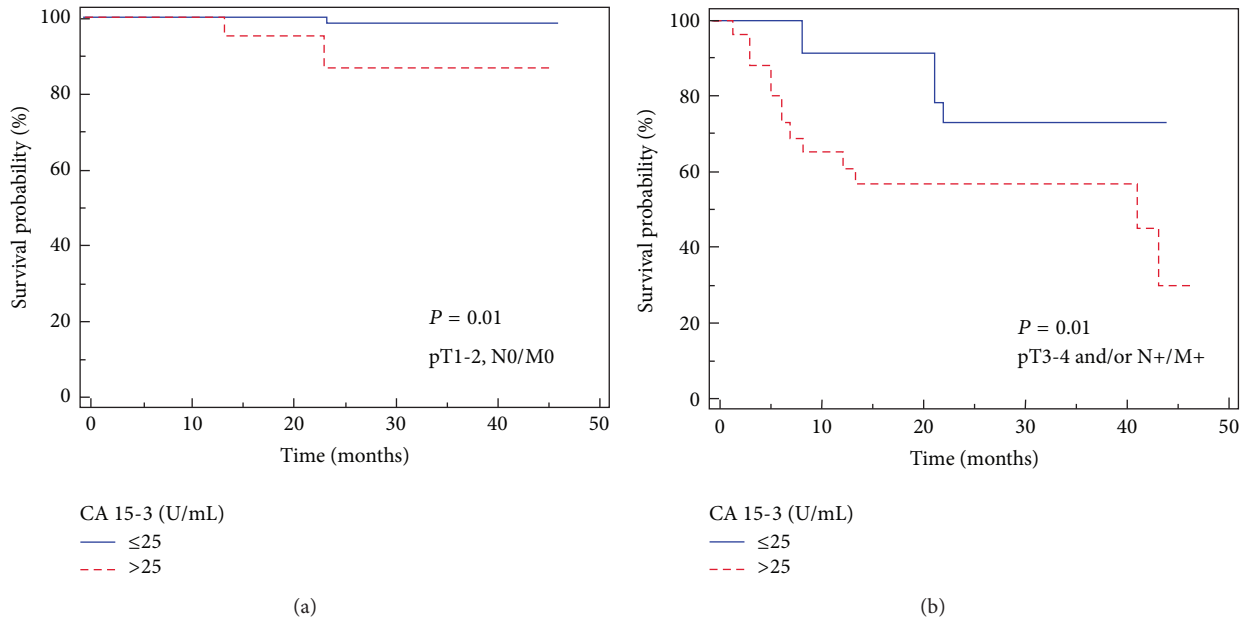 Survival probability (%)
100
80
60
40
20
0
P = 0.01
pT1-2, N0/M0
0 10 20 30 40 50
Time (months)
CA 15-3 (U/mL)
≤25
>25
(a)
Survival probability (%)
100
80
60
40
20
0
P = 0.01
pT3-4 and/or N+/M+
0 10 20 30 40 50
Time (months)
CA 15-3 (U/mL)
≤25
>25
(b)